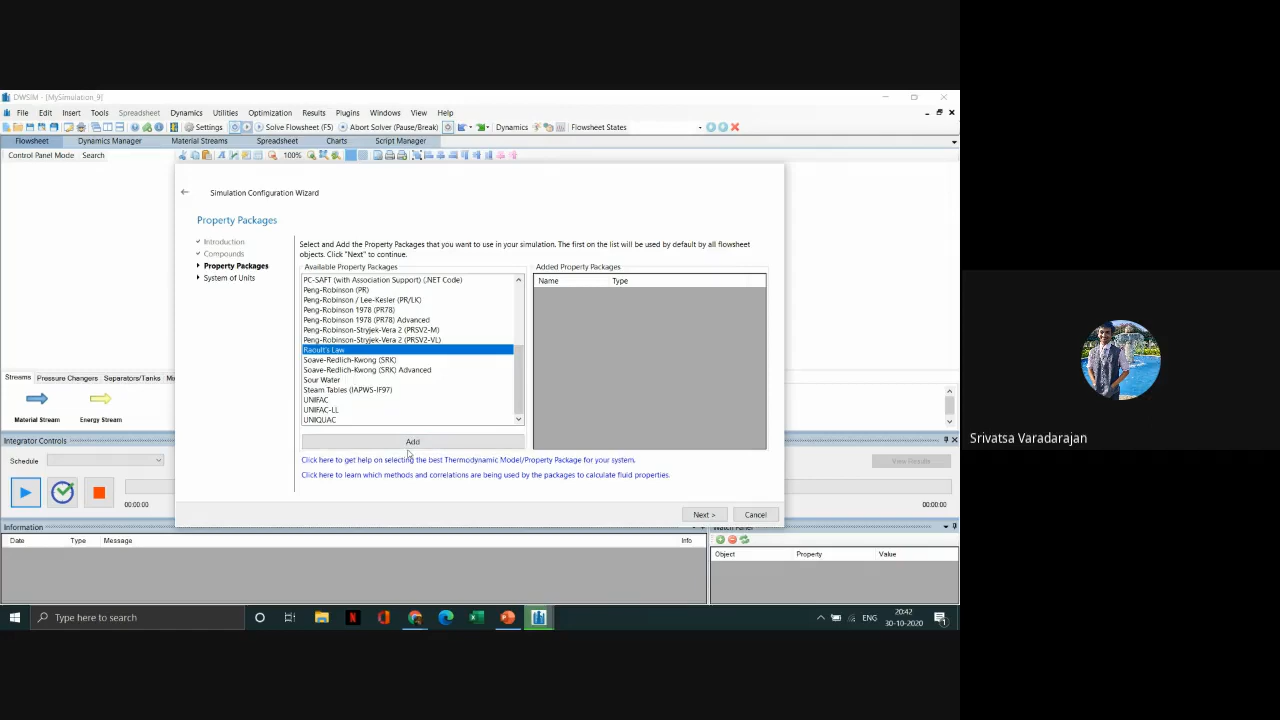 DWSIM - [MySimulation_9]
File Edit Insert Tools Spreadsheet Dynamics Utilities Optimization Results Plugins Windows View Help
Settings Solve Flowsheet (F5) Abort Solver (Pause/Break) Dynamics Flowsheet States
Flowsheet Dynamics Manager Material Streams Spreadsheet Charts Script Manager
Control Panel Mode Search 100%
Simulation Configuration Wizard
Property Packages
Introduction
Compounds
Property Packages
System of Units
Select and Add the Property Packages that you want to use in your simulation. The first on the list will be used by default by all flowsheet
objects. Click "Next" to continue.
Available Property Packages
PC-SAFT (with Association Support) (.NET Code)
Peng-Robinson (PR)
Peng-Robinson / Lee-Kesler (PR/LK)
Peng-Robinson 1978 (PR78)
Peng-Robinson 1978 (PR78) Advanced
Peng-Robinson-Stryjek-Vera 2 (PRSV2-M)
Peng-Robinson-Stryjek-Vera 2 (PRSV2-VL)
Raoult's Law
Soave-Redlich-Kwong (SRK)
Soave-Redlich-Kwong (SRK) Advanced
Sour Water
Steam Tables (IAPWS-IF97)
UNIFAC
UNIFAC-LL
UNIQUAC
Added Property Packages
Name Type
Add
Click here to get help on selecting the best Thermodynamic Model/Property Package for your system.
Click here to learn which methods and correlations are being used by the packages to calculate fluid properties.
Next > Cancel
Streams Pressure Changers Separators/Tanks
Material Stream Energy Stream
Integrator Controls
Schedule View Results
00:00:00 00:00:00
Information Watch Panel
Date Type Message Info
Object Property Value
Type here to search
ENG
20:42
30-10-2020
Srivatsa Varadarajan